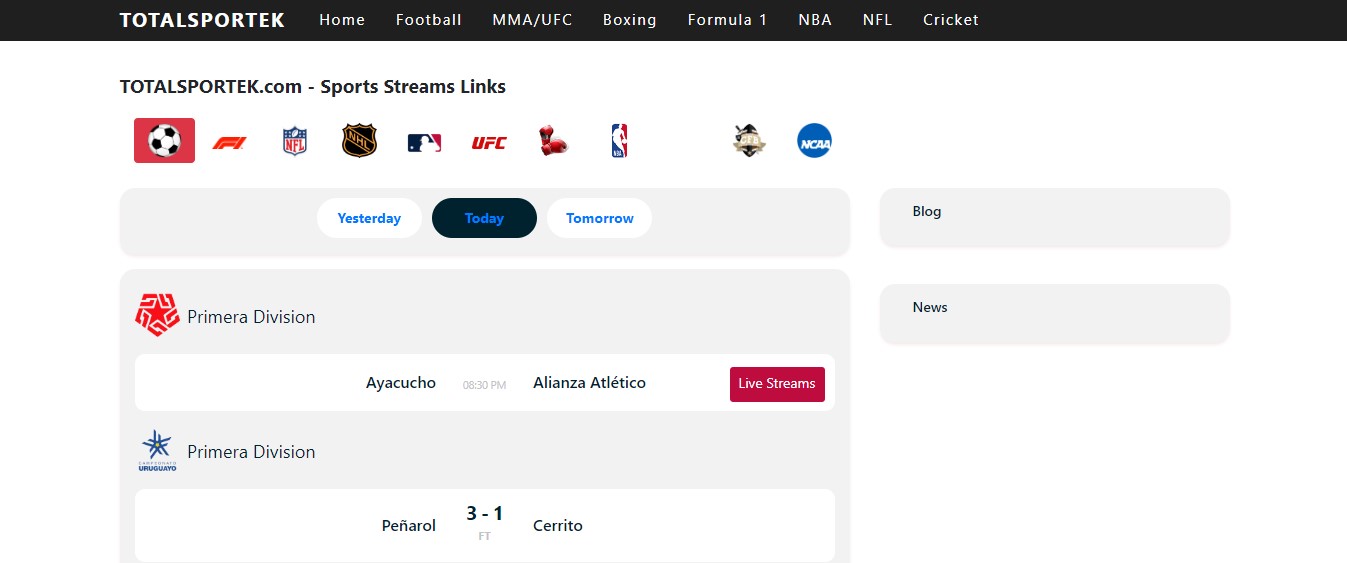 TOTALSPORTEK Home Football MMA/UFC Boxing Formula 1 NBA NFL Cricket
TOTALSPORTEK.com - Sports Streams Links
NFL NHL UFC NBA NCAA
Yesterday Today Tomorrow
Blog
Primera Division
News
Ayacucho 08:30 PM Alianza Atlético Live Streams
Primera Division
CAMPEONATO
URUGUAYO
3 - 1
Peñarol Cerrito
FT